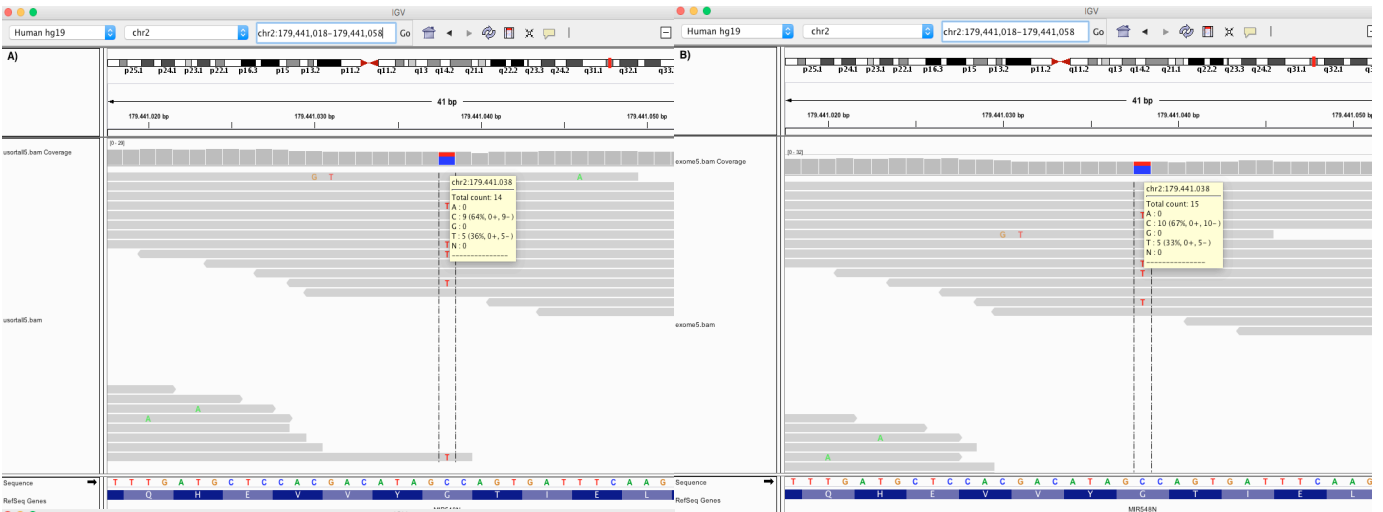 IGV
Human hg19 chr2 chr2:179,441,018-179,441,058 Go
A)
p25.1 p24.1 p23.1 p22.1 p16.3 p15 p13.2 p11.2 q11.2 q13 q14.2 q21.1 q22.2 q23.3 q24.2 q31.1 q32.1 q33.
41 bp
179.441.020 bp 179.441.030 bp 179.441.040 bp 179.441.050 bp
usortall5.bam Coverage
[0 - 29]
G T A
chr2:179.441.038
Total count: 14
A : 0
C : 9 (64%, 0+, 9- )
G : 0
T : 5 (36%, 0+, 5- )
N : 0
---------------
T
T
T
T
usortall5.bam
A
A
T
Sequence
T T T G A T G C T C C A C G A C A T A G C C A G T G A T T T C A A G
RefSeq Genes
Q H E V V Y G T I E L
IGV
Human hg19 chr2 chr2:179,441,018-179,441,058 Go
B)
p25.1 p24.1 p23.1 p22.1 p16.3 p15 p13.2 p11.2 q11.2 q13 q14.2 q21.1 q22.2 q23.3 q24.2 q31.1 q32.1 q3
41 bp
179.441.020 bp 179.441.030 bp 179.441.040 bp 179.441.050 bp
exome5.bam Coverage
[0 - 32]
chr2:179.441.038
Total count: 15
A : 0
C : 10 (67%, 0+, 10- )
G : 0
T : 5 (33%, 0+, 5- )
N : 0
---------------
T
G T
T
T
T
exome5.bam
A
A
Sequence
T T T G A T G C T C C A C G A C A T A G C C A G T G A T T T C A A G
RefSeq Genes
Q H E V V Y G T I E L
MIR548N